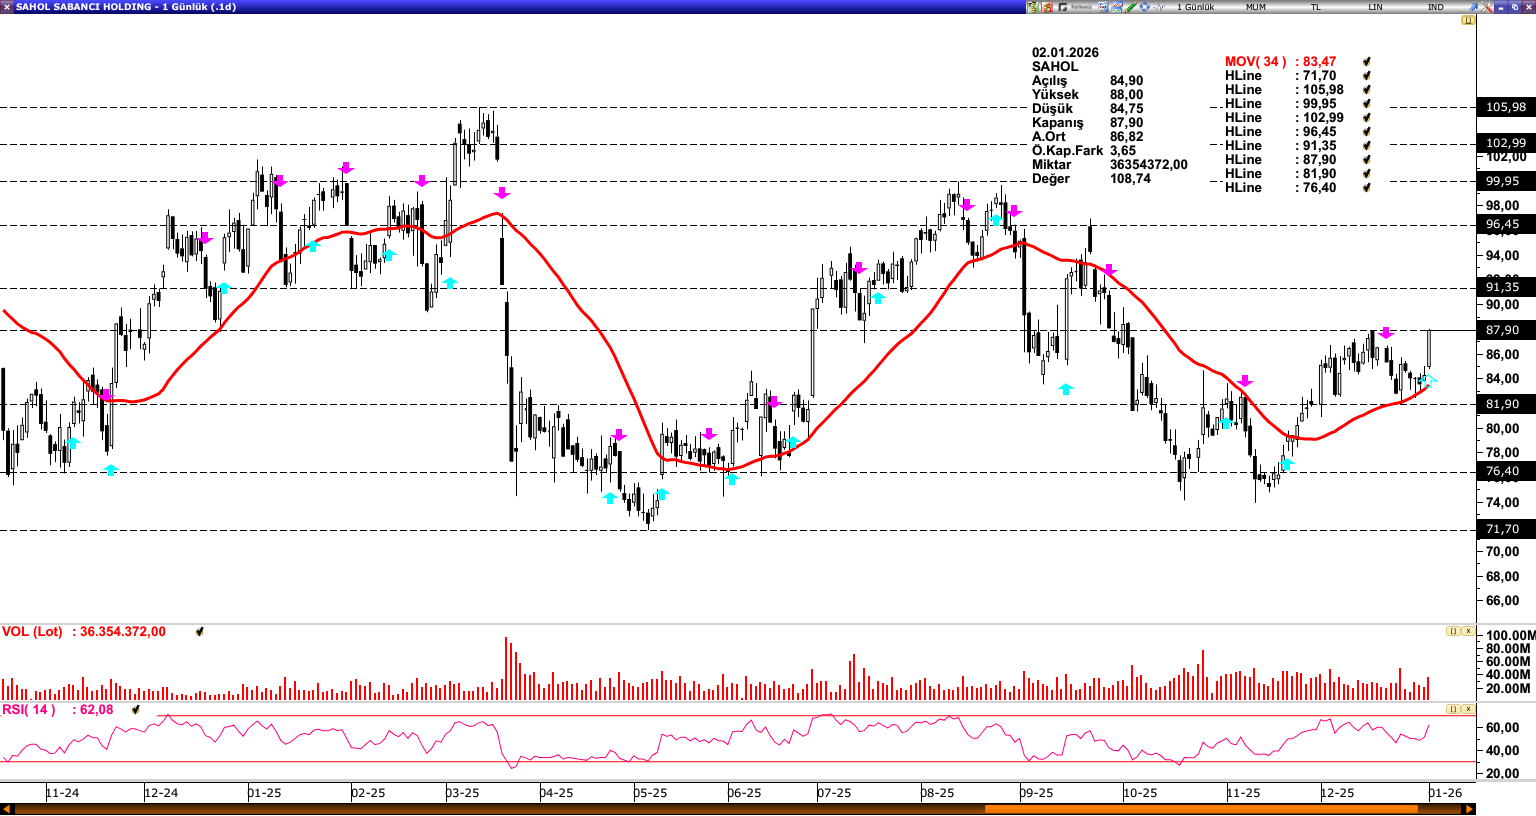 SAHOL SABANCI HOLDING - 1 Günlük (.1d)
1 Günlük MUM TL LIN IND
02.01.2026
SAHOL
Açılış 84,90
Yüksek 88,00
Düşük 84,75
Kapanış 87,90
A.Ort 86,82
Ö.Kap.Fark 3,65
Miktar 36354372,00
Değer 108,74
MOV( 34 ) : 83,47
HLine : 71,70
HLine : 105,98
HLine : 99,95
HLine : 102,99
HLine : 96,45
HLine : 91,35
HLine : 87,90
HLine : 81,90
HLine : 76,40
105,98
102,99
102,00
99,95
98,00
96,45
94,00
91,35
90,00
87,90
86,00
84,00
81,90
80,00
78,00
76,40
74,00
71,70
70,00
68,00
66,00
VOL (Lot) : 36.354.372,00
100.00M
80.00M
60.00M
40.00M
20.00M
RSI( 14 ) : 62,08
60,00
40,00
20,00
11-24 12-24 01-25 02-25 03-25 04-25 05-25 06-25 07-25 08-25 09-25 10-25 11-25 12-25 01-26